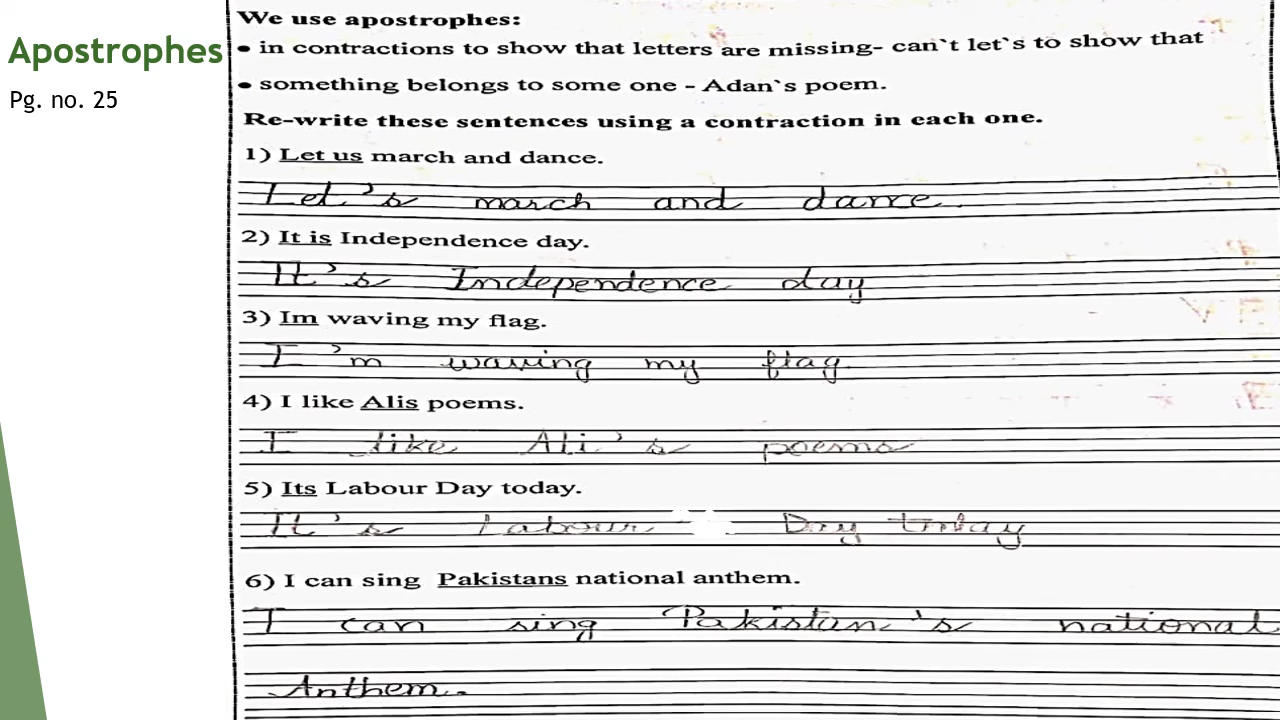 Apostrophes
Pg. no. 25
We use apostrophes:
• in contractions to show that letters are missing- can`t let`s to show that
• something belongs to some one - Adan`s poem.
Re-write these sentences using a contraction in each one.
1) Let us march and dance.
Let's march and dance.
2) It is Independence day.
It's Independence day
3) Im waving my flag.
I'm waving my flag
4) I like Alis poems.
I like Ali's poems
5) Its Labour Day today.
It's Labour Day today
6) I can sing Pakistans national anthem.
I can sing Pakistan's national
Anthem.